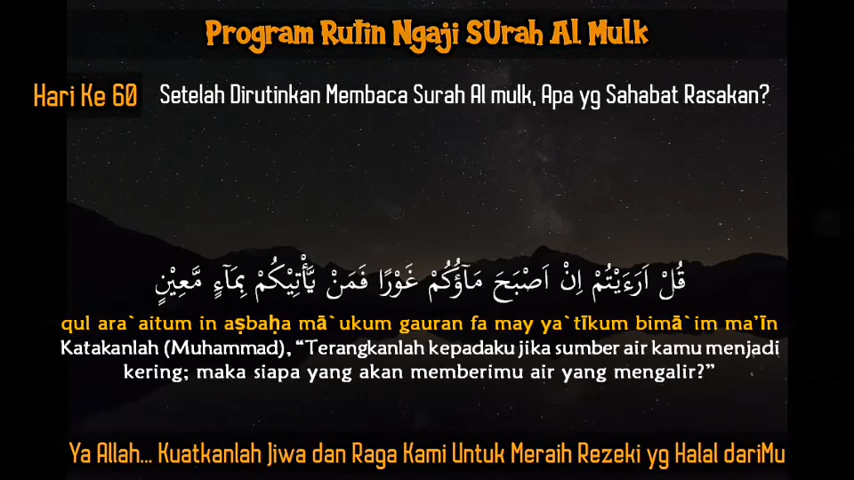 Program Rutin Ngaji SUrah Al Mulk
Hari Ke 60
Setelah Dirutinkan Membaca Surah Al mulk, Apa yg Sahabat Rasakan?
قُلْ اَرَءَيْتُمْ اِنْ اَصْبَحَ مَاۤؤُكُمْ غَوْرًا فَمَنْ يَّأْتِيْكُمْ بِمَاۤءٍ مَّعِيْنٍ
qul ara`aitum in aṣbaḥa mā`ukum gauran fa may ya`tīkum bimā`im ma'īn
Katakanlah (Muhammad), “Terangkanlah kepadaku jika sumber air kamu menjadi
kering; maka siapa yang akan memberimu air yang mengalir?”
Ya Allah... Kuatkanlah Jiwa dan Raga Kami Untuk Meraih Rezeki yg Halal dariMu